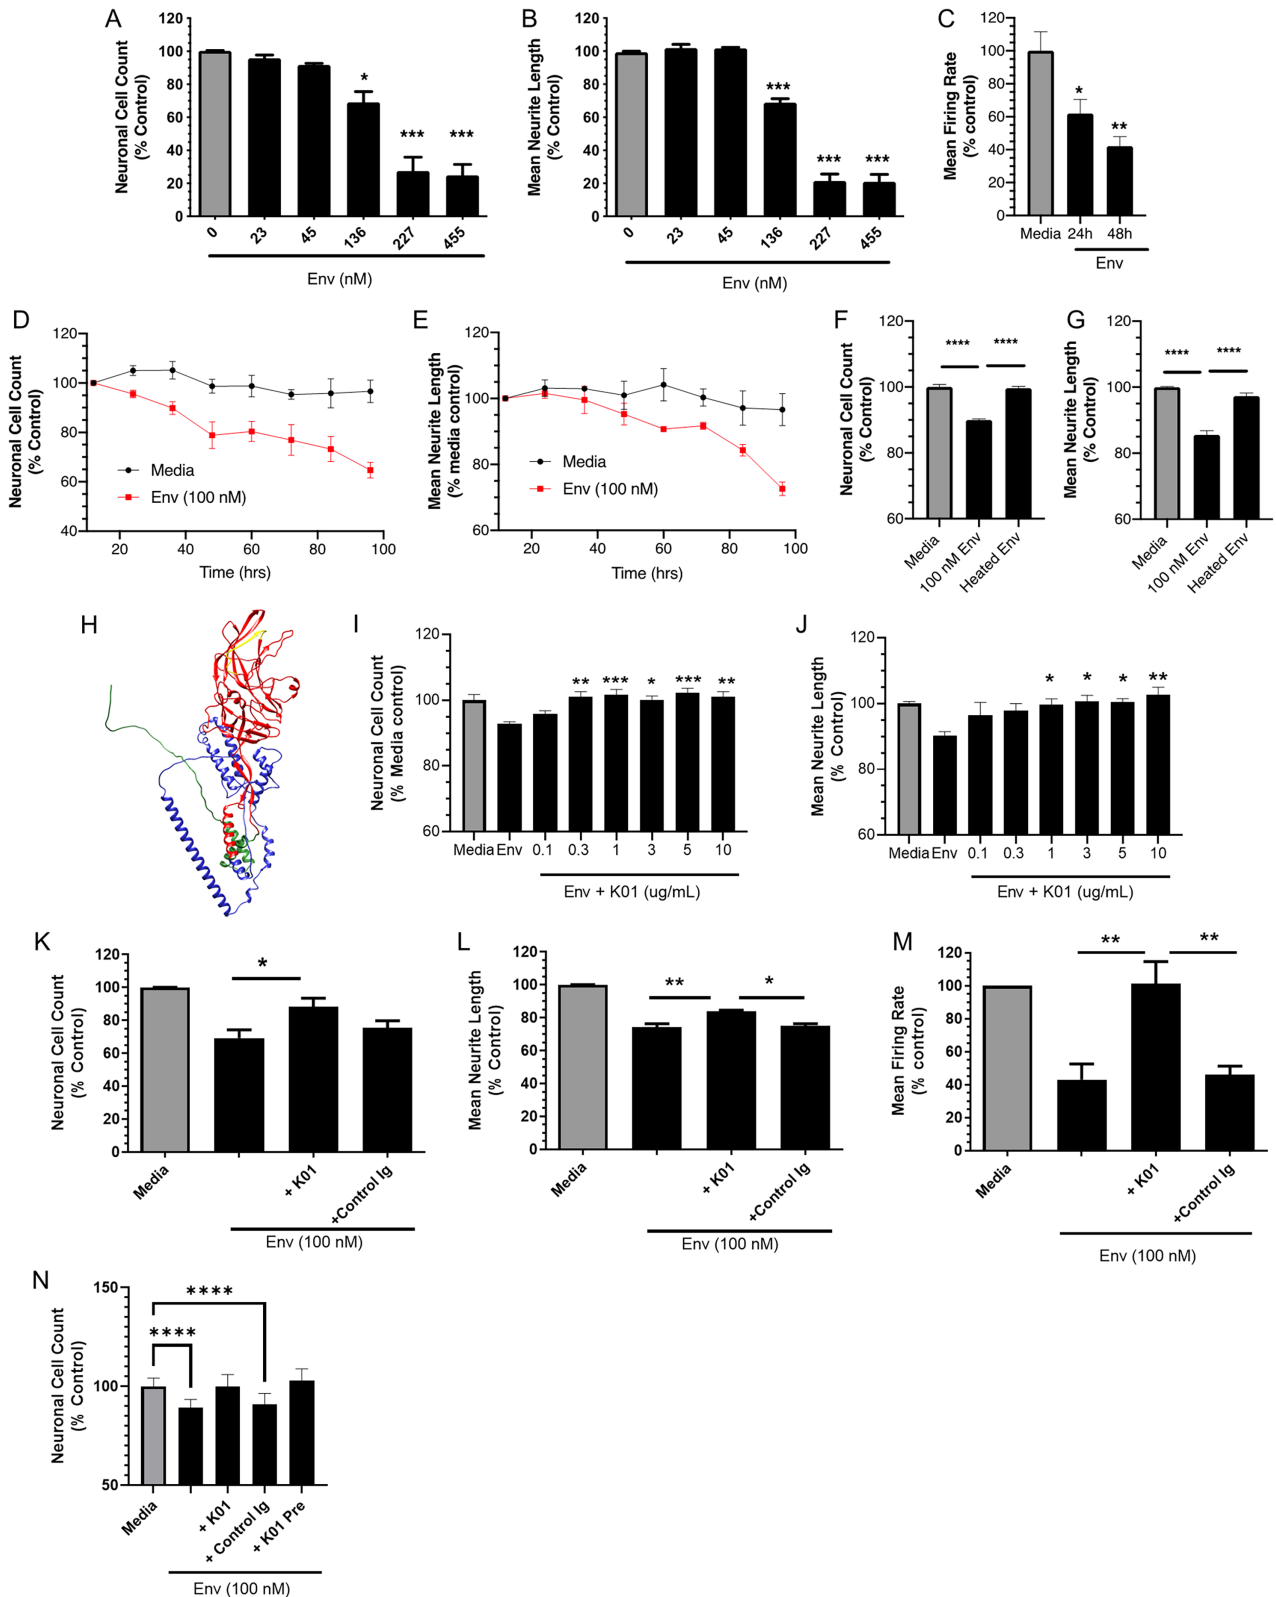 A
Neuronal Cell Count
(% Control)
120
100
80
60
40
20
0
*
***
***
0
23
45
136
227
455
Env (nM)
B
Mean Neurite Length
(% Control)
120
100
80
60
40
20
0
***
***
***
0
23
45
136
227
455
Env (nM)
C
Mean Firing Rate
(% control)
120
100
80
60
40
20
0
*
**
Media 24h 48h
Env
D
Neuronal Cell Count
(% Control)
120
100
80
60
40
Media
Env (100 nM)
20 40 60 80 100
Time (hrs)
E
Mean Neurite Length
(% media control)
120
100
80
60
Media
Env (100 nM)
20 40 60 80 100
Time (hrs)
F
Neuronal Cell Count
(% Control)
120
100
80
60
**** ****
Media
100 nM Env
Heated Env
G
Mean Neurite Length
(% Control)
120
100
80
60
**** ****
Media
100 nM Env
Heated Env
H
I
Neuronal Cell Count
(% Media control)
120
100
80
60
** *** * *** **
Media Env 0.1 0.3 1 3 5 10
Env + K01 (ug/mL)
J
Mean Neurite Length
(% Control)
120
100
80
60
* * * **
Media Env 0.1 0.3 1 3 5 10
Env + K01 (ug/mL)
K
Neuronal Cell Count
(% Control)
120
100
80
60
40
20
0
*
Media
+ K01
+Control Ig
Env (100 nM)
L
Mean Neurite Length
(% Control)
120
100
80
60
40
20
0
** *
Media
+ K01
+Control Ig
Env (100 nM)
M
Mean Firing Rate
(% control)
120
100
80
60
40
20
0
** **
Media
+ K01
+Control Ig
Env (100 nM)
N
Neuronal Cell Count
(% Control)
150
100
50
****
****
Media
+ K01
+ Control Ig
+ K01 Pre
Env (100 nM)